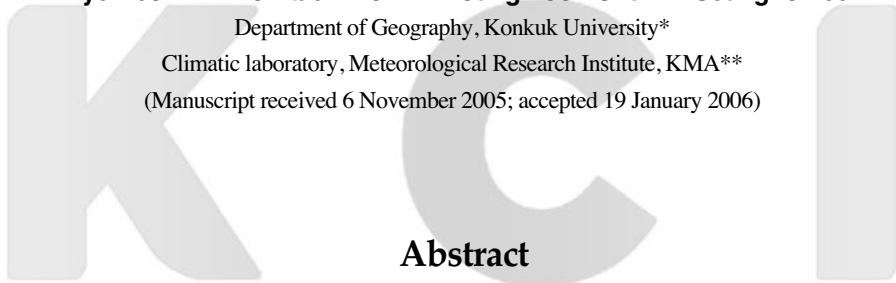 Department of Geography, Konkuk University*
Climatic laboratory, Meteorological Research Institute, KMA**
(Manuscript received 6 November 2005; accepted 19 January 2006)
K C I
Abstract